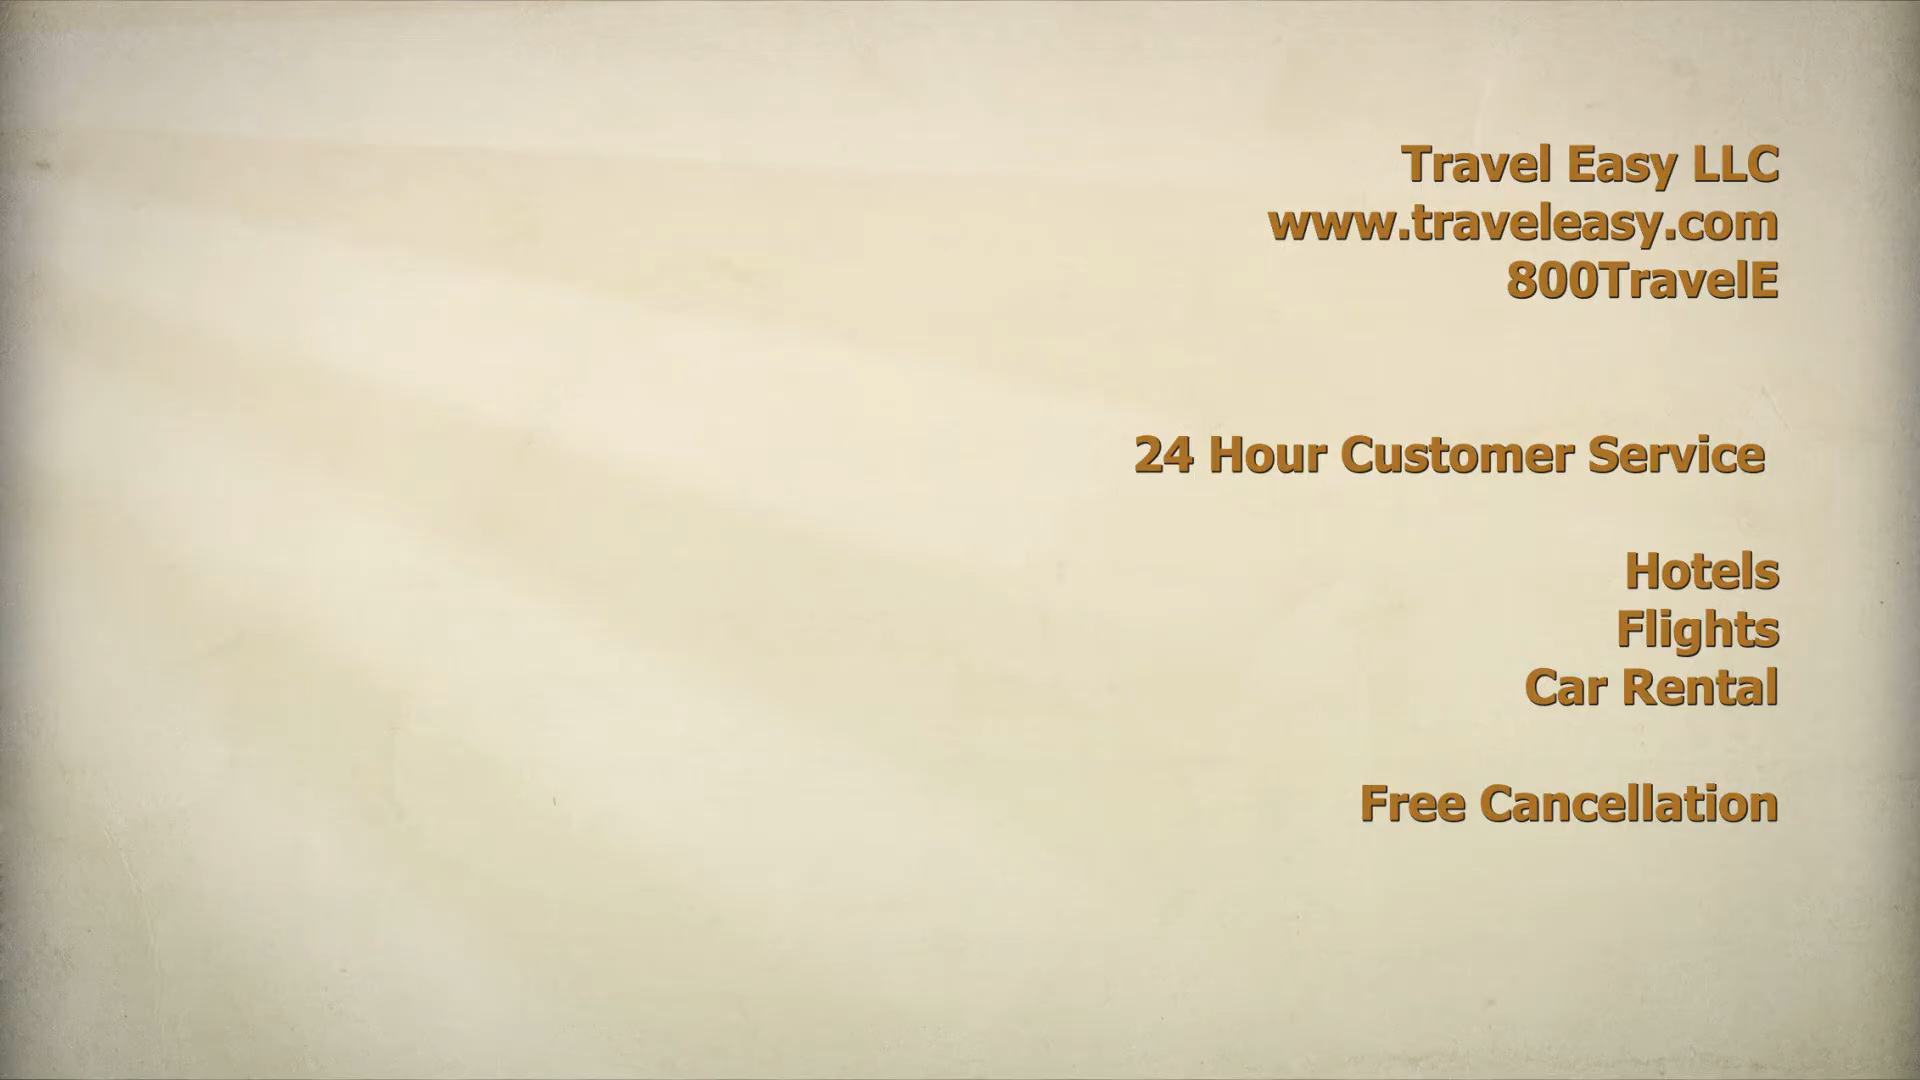 Travel Easy LLC
www.traveleasy.com
800TravelE
24 Hour Customer Service
Hotels
Flights
Car Rental
Free Cancellation